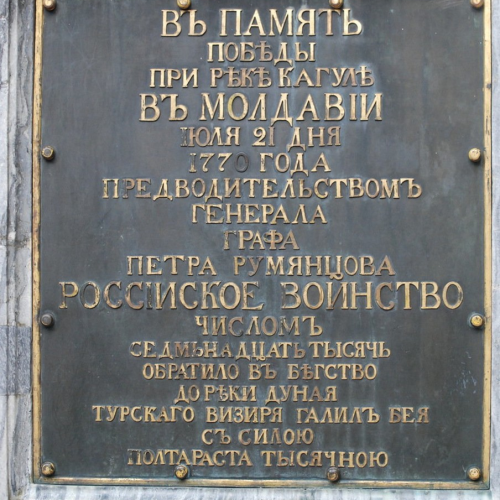 ВЪ ПАМЯТЬ
ПОБѢДЫ
ПРИ РѢКѢ КАГУЛѢ
ВЪ МОЛДАВІИ
ІЮЛЯ 21 ДНЯ
1770 ГОДА
ПРЕДВОДИТЕЛЬСТВОМЪ
ГЕНЕРАЛА
ГРАФА
ПЕТРА РУМЯНЦОВА
РОССІЙСКОЕ ВОИНСТВО
ЧИСЛОМЪ
СЕДМЬНАДЦАТЬ ТЫСЯЧЬ
ОБРАТИЛО ВЪ БѢГСТВО
ДО РѢКИ ДУНАЯ
ТУРСКАГО ВИЗИРЯ ГАЛИЛЪ БЕЯ
СЪ СИЛОЮ
ПОЛТАРАСТА ТЫСЯЧНОЮ